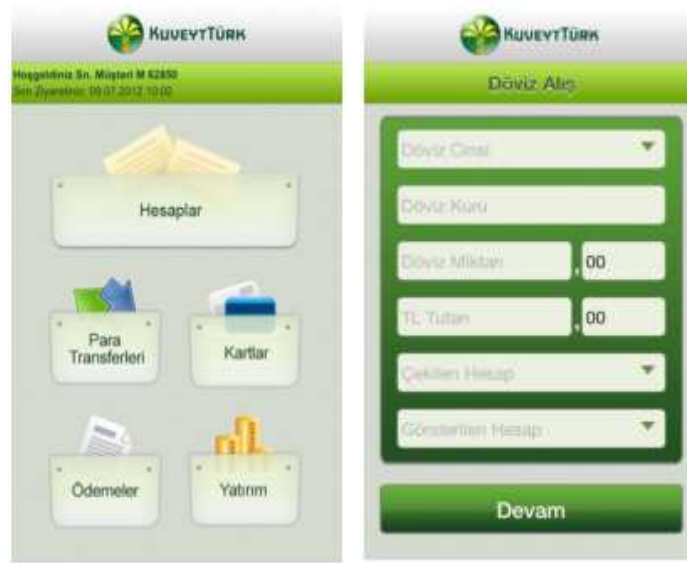 KUVEYTTÜRK
Hoşgeldiniz Sn. Müşteri M 62850
Son Ziyaretiniz: 09.07.2012 10:02
Hesaplar
Para
Transferleri
Kartlar
Ödemeler
Yatırım
KUVEYTTÜRK
Döviz Alış
Döviz Cinsi
Döviz Kuru
Döviz Miktarı
,00
TL Tutarı
,00
Çekilen Hesap
Gönderilen Hesap
Devam